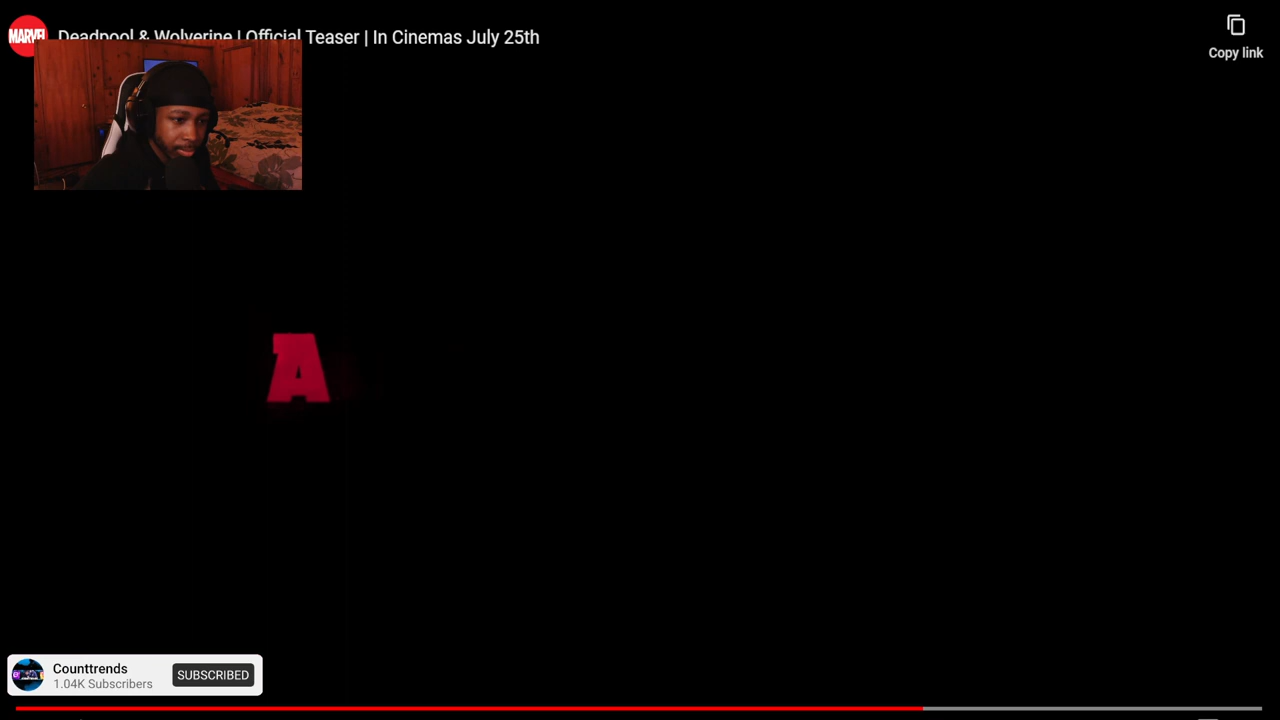 MARVEL
Deadpool & Wolverine | Official Teaser | In Cinemas July 25th
Copy link
A
Counttrends
1.04K Subscribers
SUBSCRIBED